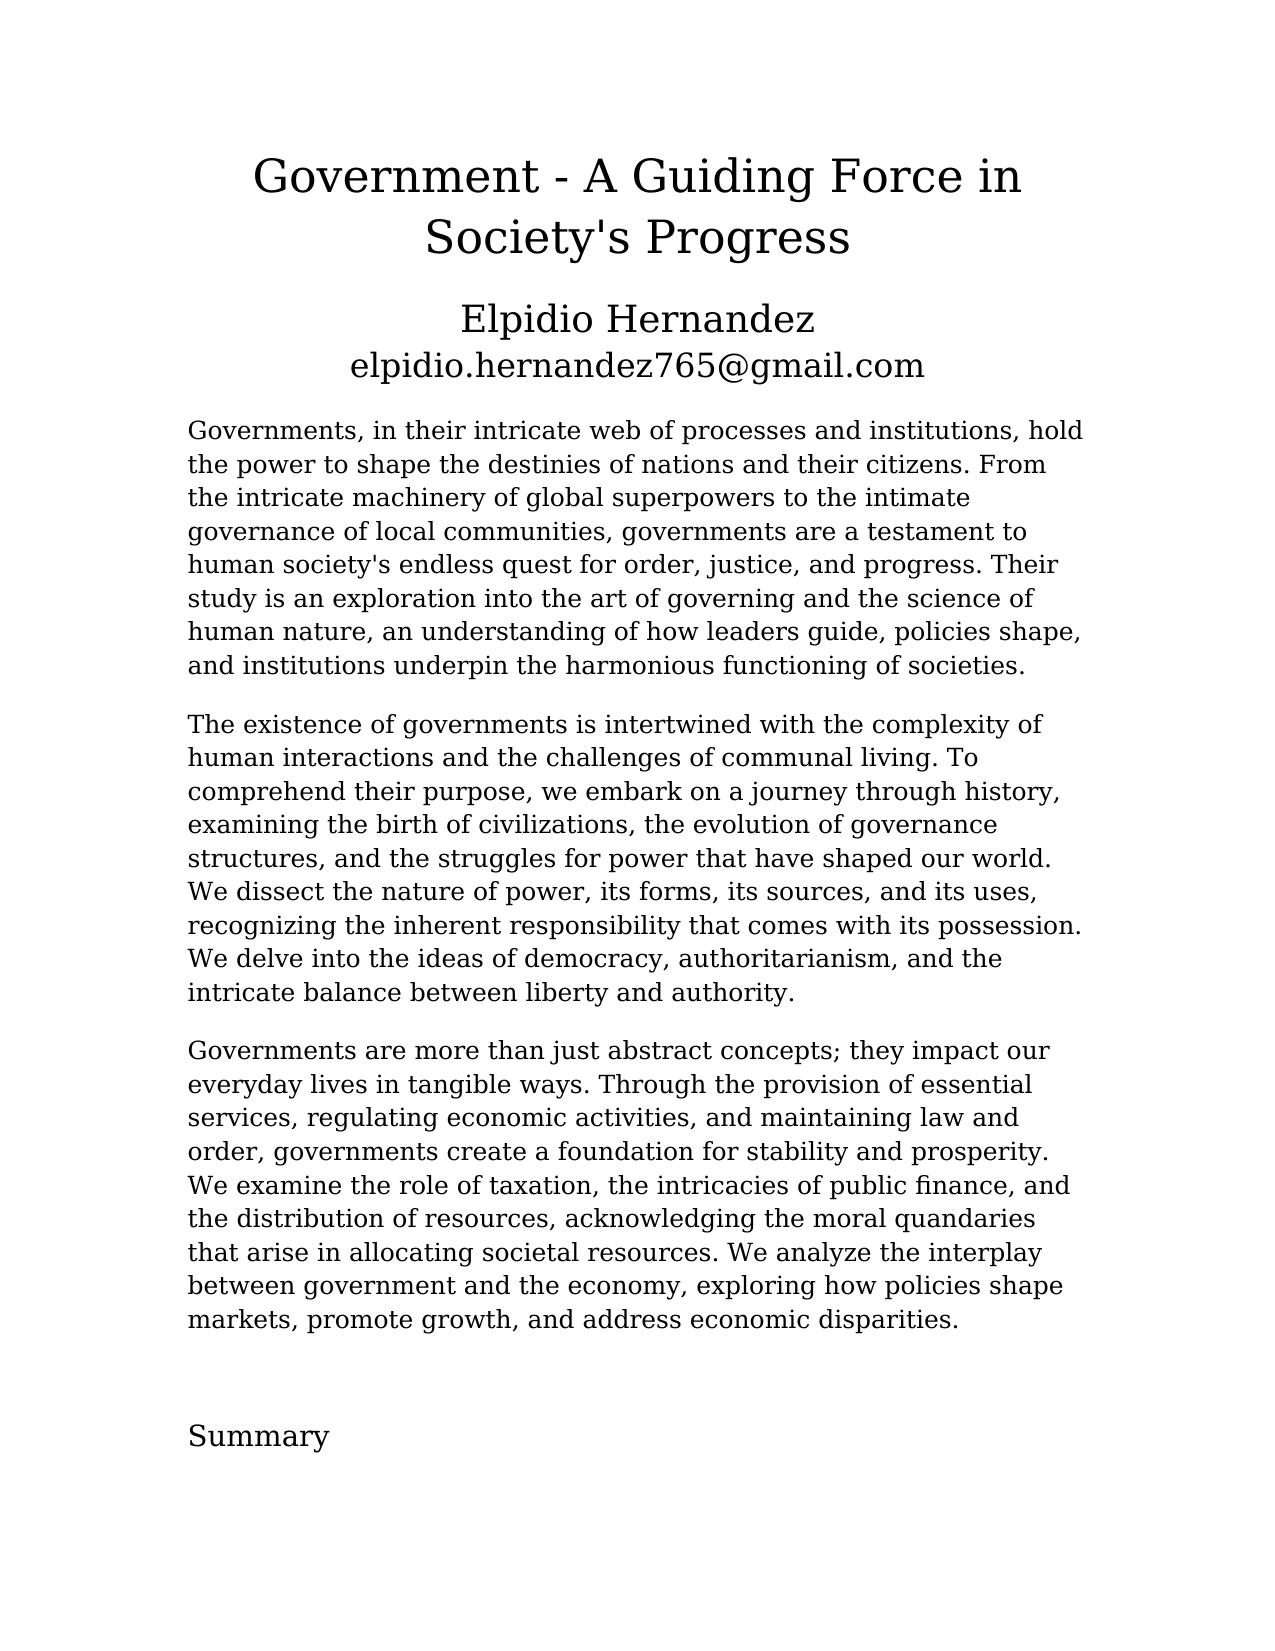 Government - A Guiding Force in
Society's Progress
Elpidio Hernandez
elpidio.hernandez765@gmail.com
Governments, in their intricate web of processes and institutions, hold
the power to shape the destinies of nations and their citizens. From
the intricate machinery of global superpowers to the intimate
governance of local communities, governments are a testament to
human society's endless quest for order, justice, and progress. Their
study is an exploration into the art of governing and the science of
human nature, an understanding of how leaders guide, policies shape,
and institutions underpin the harmonious functioning of societies.
The existence of governments is intertwined with the complexity of
human interactions and the challenges of communal living. To
comprehend their purpose, we embark on a journey through history,
examining the birth of civilizations, the evolution of governance
structures, and the struggles for power that have shaped our world.
We dissect the nature of power, its forms, its sources, and its uses,
recognizing the inherent responsibility that comes with its possession.
We delve into the ideas of democracy, authoritarianism, and the
intricate balance between liberty and authority.
Governments are more than just abstract concepts; they impact our
everyday lives in tangible ways. Through the provision of essential
services, regulating economic activities, and maintaining law and
order, governments create a foundation for stability and prosperity.
We examine the role of taxation, the intricacies of public finance, and
the distribution of resources, acknowledging the moral quandaries
that arise in allocating societal resources. We analyze the interplay
between government and the economy, exploring how policies shape
markets, promote growth, and address economic disparities.
Summary